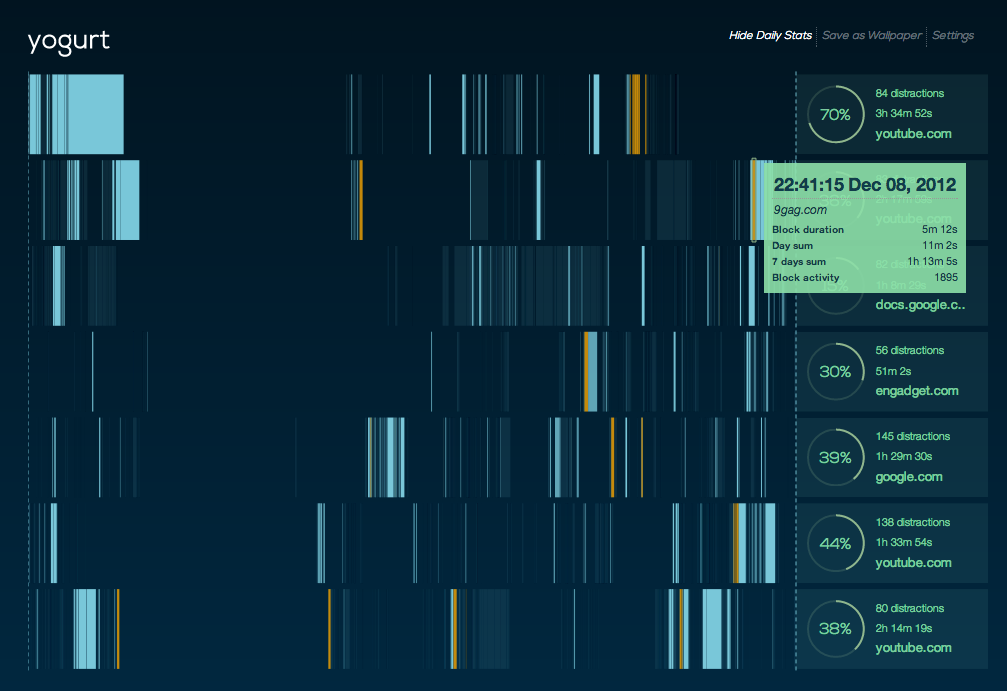 yogurt
Hide Daily Stats
Save as Wallpaper
Settings
84 distractions
70%
3h 34m 52s
youtube.com
22:41:15 Dec 08, 2012
9gag.com
Block duration 5m 12s
Day sum 11m 2s
7 days sum 1h 13m 5s
Block activity 1895
youtube.com
82
1h 8m 29s
docs.google.c..
56 distractions
30%
51m 2s
engadget.com
145 distractions
39%
1h 29m 30s
google.com
138 distractions
44%
1h 33m 54s
youtube.com
80 distractions
38%
2h 14m 19s
youtube.com